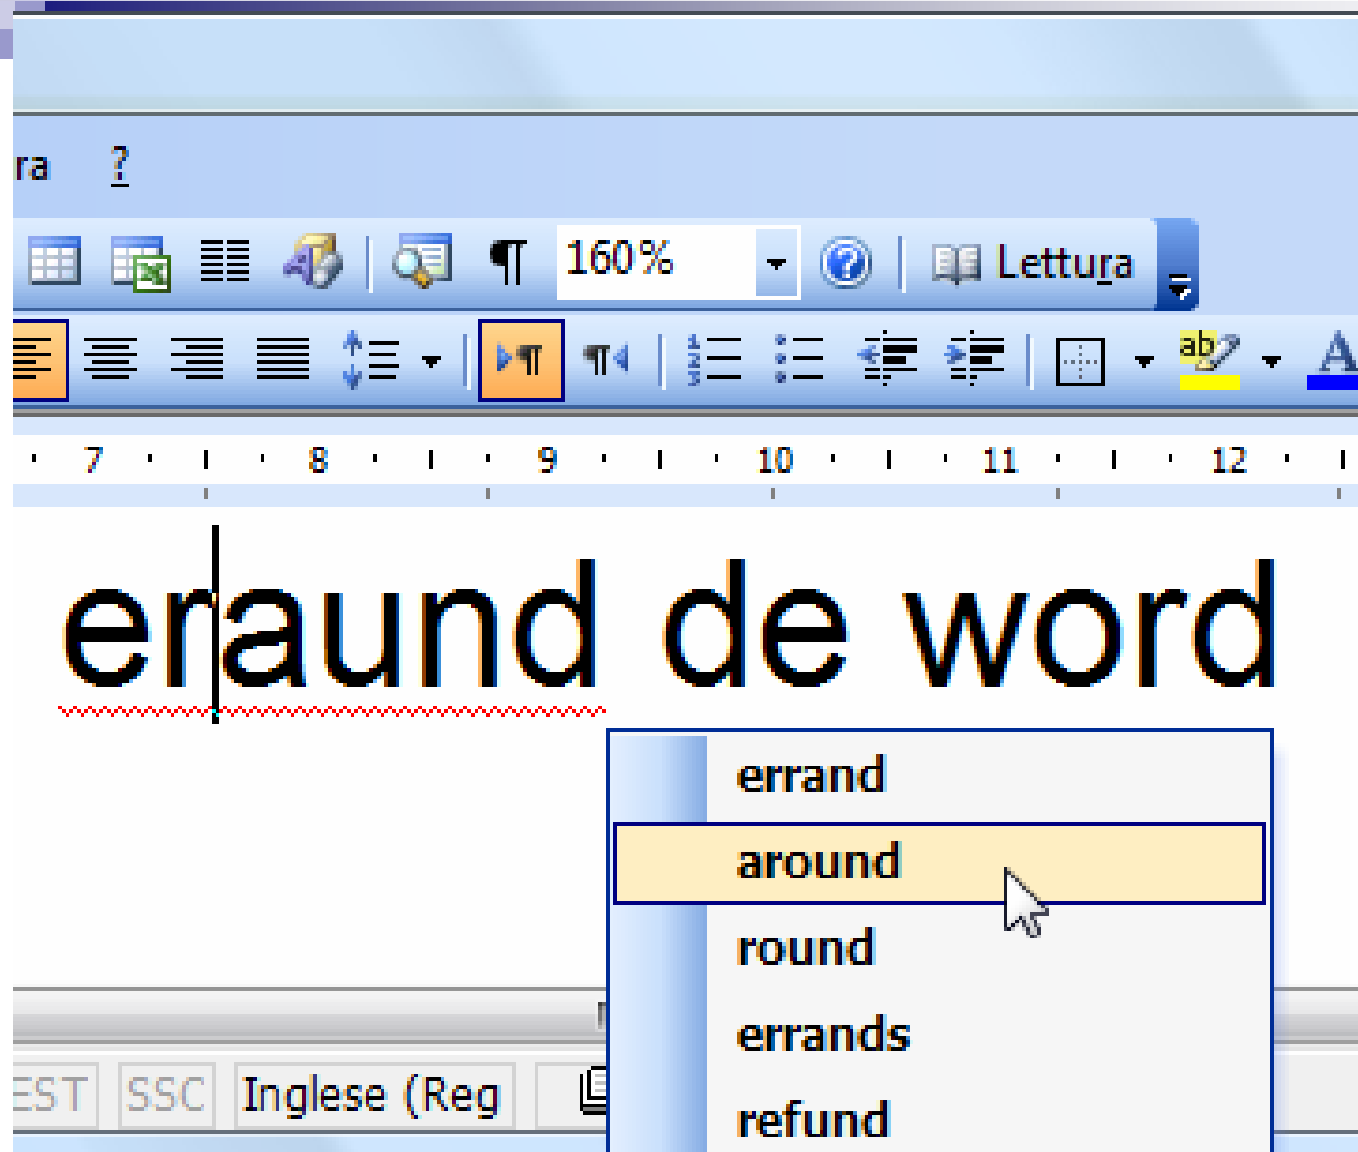 ra ?
160% Lettura
7 8 9 10 11 12
eraund de word
errand
around
round
errands
refund
EST SSC Inglese (Reg